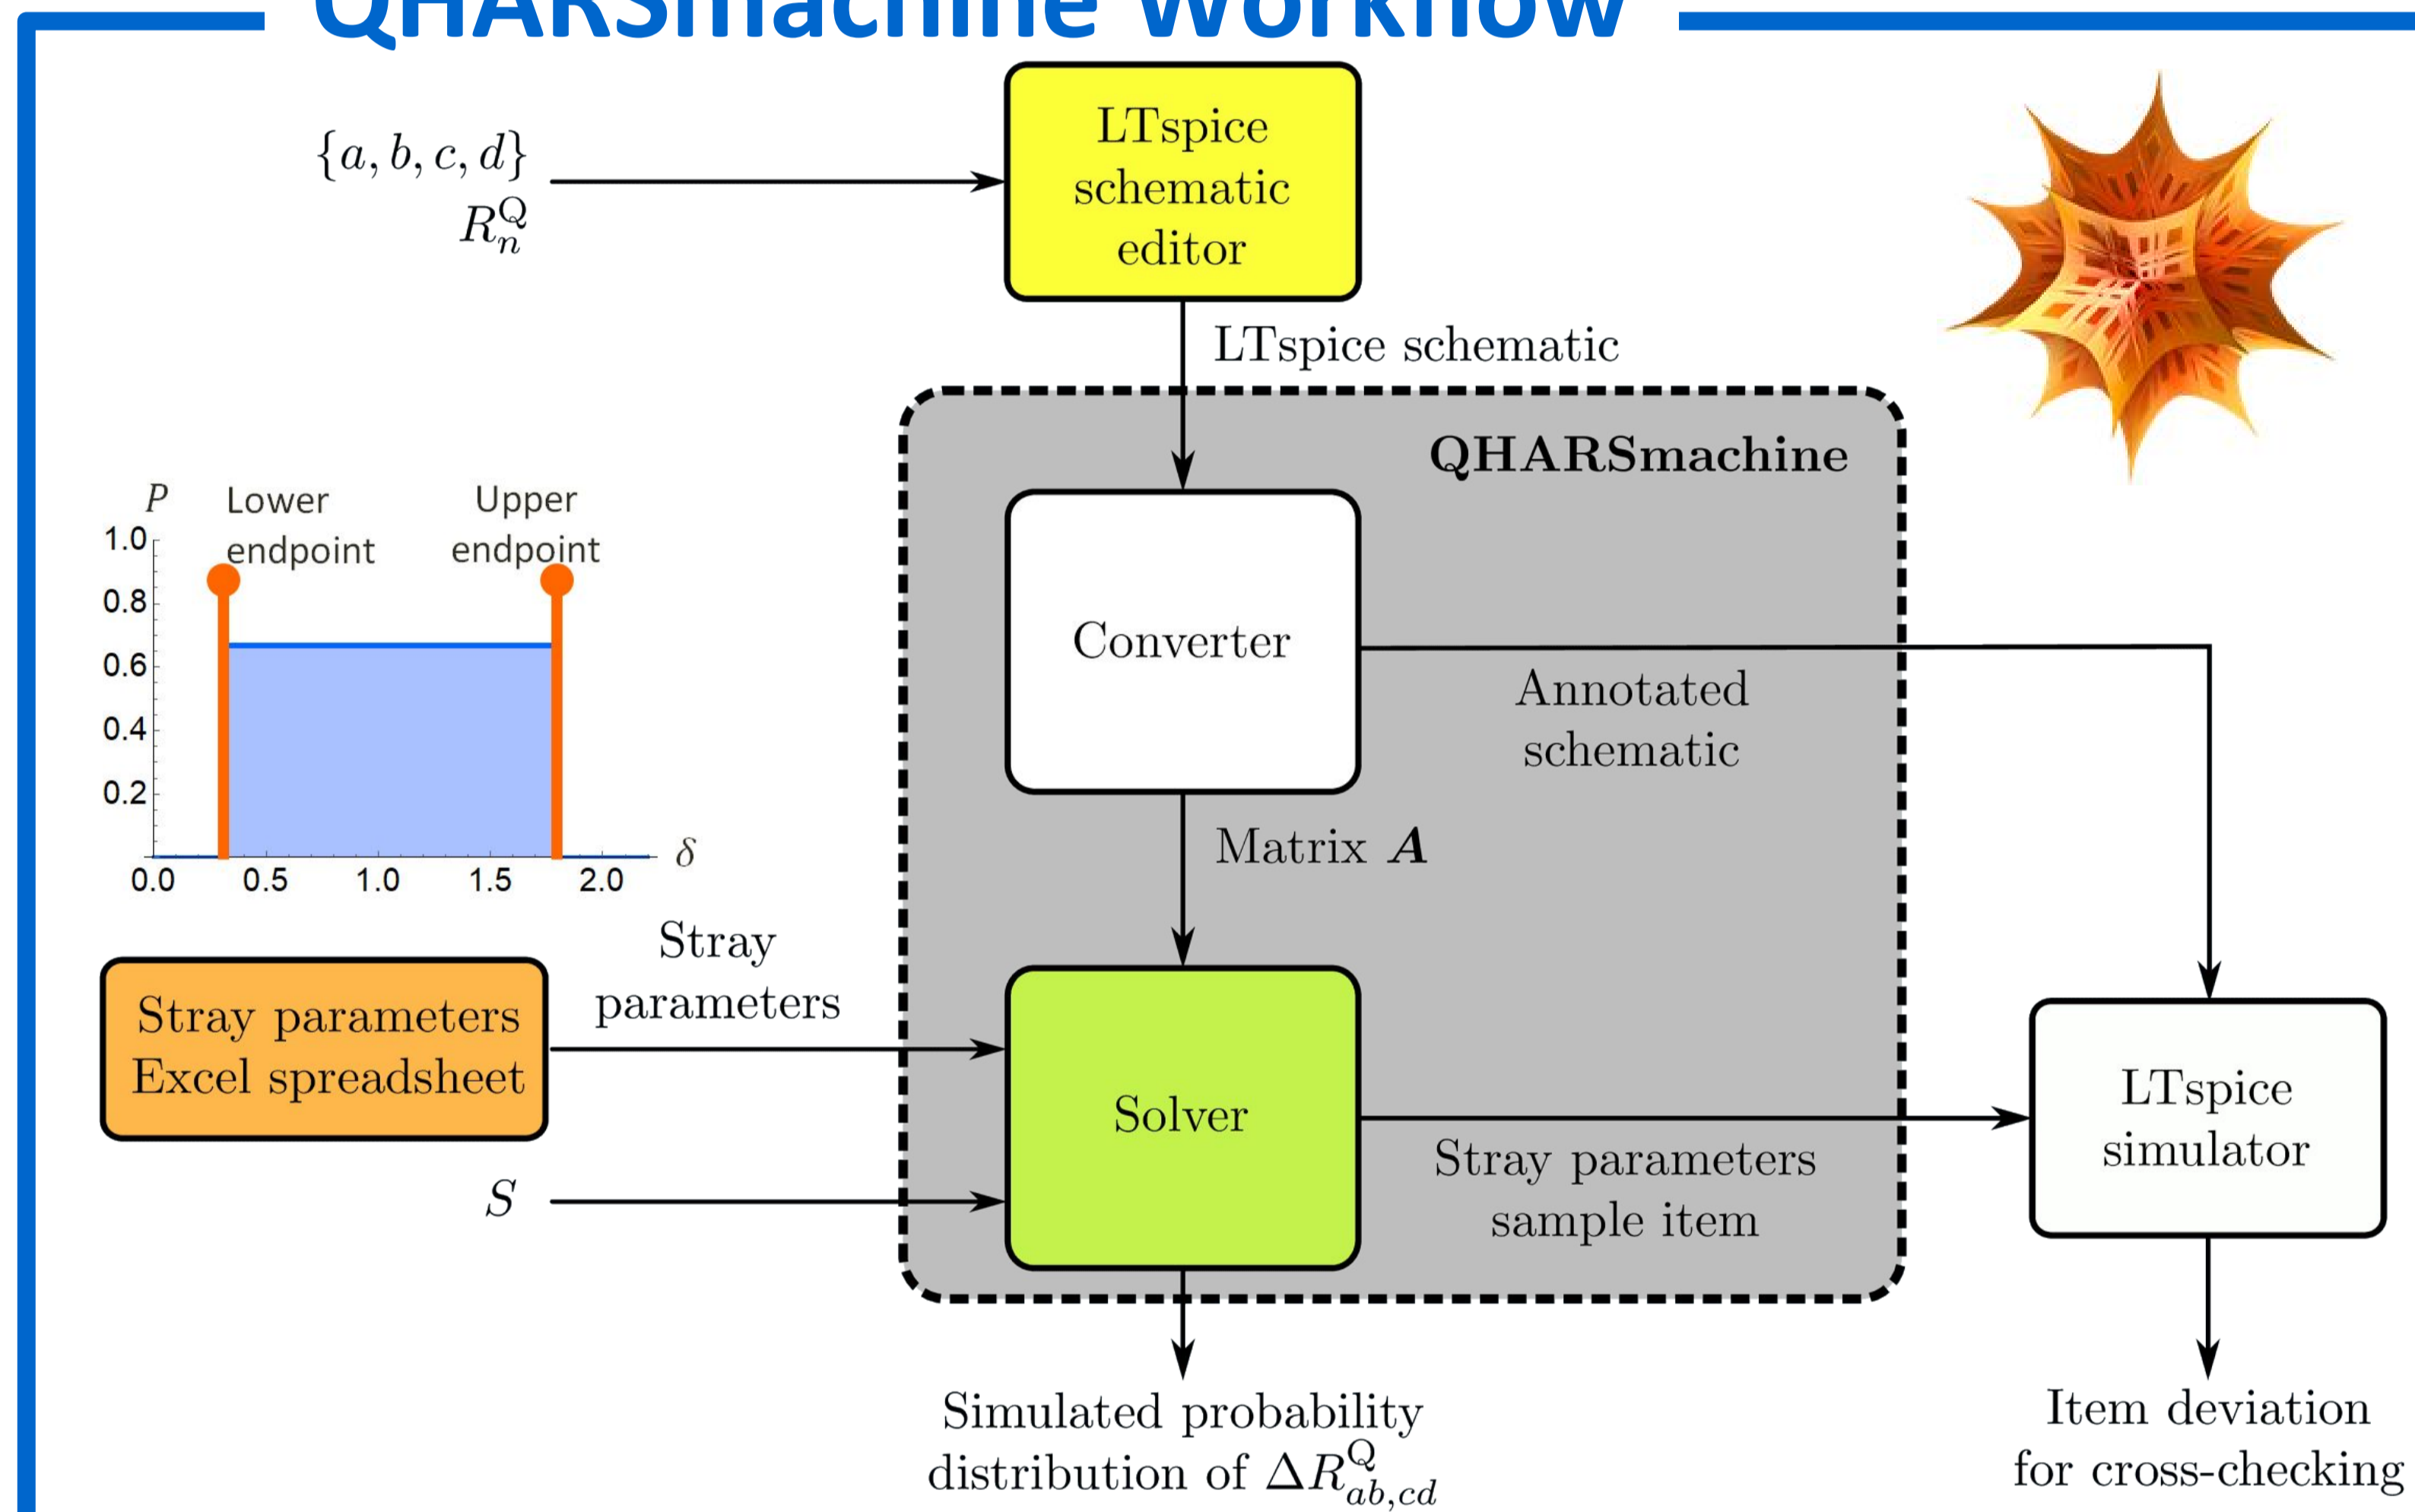 QHARSmachine Workflow
{a, b, c, d}
R_n^Q
LTspice
schematic
editor
LTspice schematic
QHARSmachine
P
Lower
endpoint
Upper
endpoint
1.0
0.8
0.6
0.4
0.2
0.0 0.5 1.0 1.5 2.0
δ
Converter
Annotated
schematic
Matrix A
Stray
parameters
Stray parameters
Excel spreadsheet
S
Solver
Stray parameters
sample item
LTspice
simulator
Simulated probability
distribution of ΔR_{ab,cd}^Q
Item deviation
for cross-checking